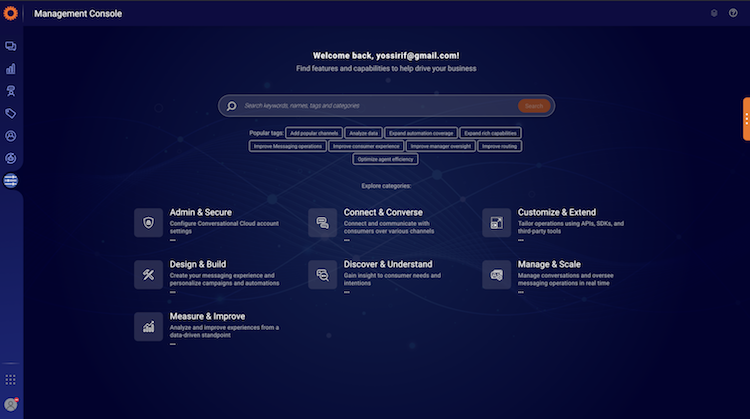 Management Console
Welcome back, yossirif@gmail.com!
Find features and capabilities to help drive your business
Search keywords, names, tags and categories
Search
Popular tags:
Add popular channels
Analyze data
Expand automation coverage
Expand rich capabilities
Improve Messaging operations
Improve consumer experience
Improve manager oversight
Improve routing
Optimize agent efficiency
Explore categories:
Admin & Secure
Configure Conversational Cloud account
settings
...
Connect & Converse
Connect and communicate with
consumers over various channels
...
Customize & Extend
Tailor operations using APIs, SDKs, and
third-party tools
...
Design & Build
Create your messaging experience and
personalize campaigns and automations
...
Discover & Understand
Gain insight to consumer needs and
intentions
...
Manage & Scale
Manage conversations and oversee
messaging operations in real time
...
Measure & Improve
Analyze and improve experiences from a
data-driven standpoint
...